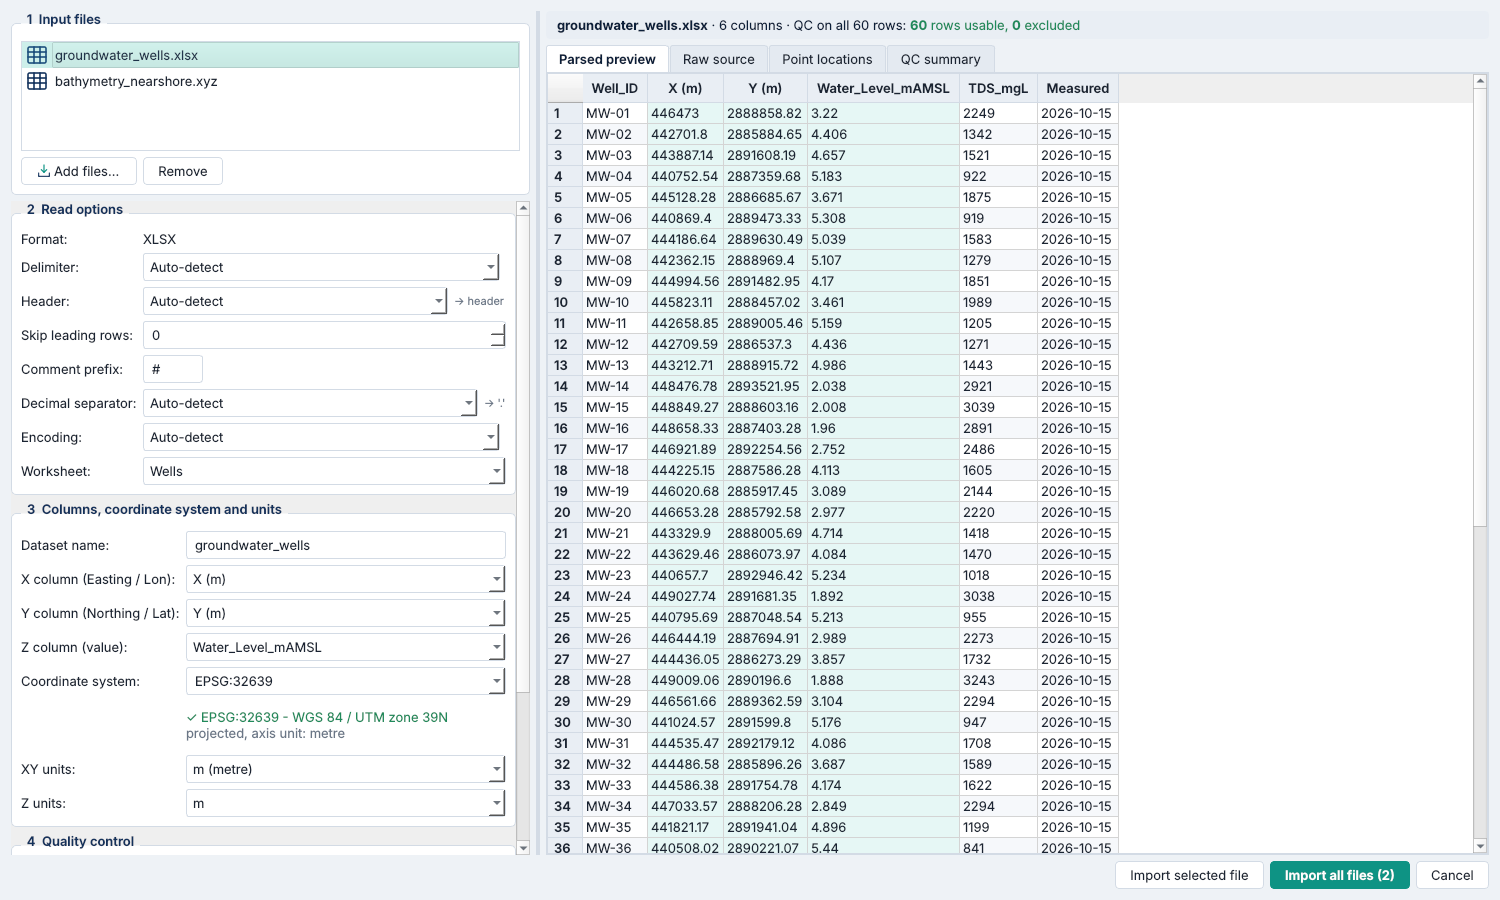 1 Input files
groundwater_wells.xlsx
bathymetry_nearshore.xyz
Add files...
Remove
2 Read options
Format: XLSX
Delimiter: Auto-detect
Header: Auto-detect → header
Skip leading rows: 0
Comment prefix: #
Decimal separator: Auto-detect → '.'
Encoding: Auto-detect
Worksheet: Wells
3 Columns, coordinate system and units
Dataset name: groundwater_wells
X column (Easting / Lon): X (m)
Y column (Northing / Lat): Y (m)
Z column (value): Water_Level_mAMSL
Coordinate system: EPSG:32639
✓ EPSG:32639 - WGS 84 / UTM zone 39N
projected, axis unit: metre
XY units: m (metre)
Z units: m
4 Quality control
groundwater_wells.xlsx · 6 columns · QC on all 60 rows: 60 rows usable, 0 excluded
Parsed preview Raw source Point locations QC summary
Well_ID X (m) Y (m) Water_Level_mAMSL TDS_mgL Measured
1 MW-01 446473 2888858.82 3.22 2249 2026-10-15
2 MW-02 442701.8 2885884.65 4.406 1342 2026-10-15
3 MW-03 443887.14 2891608.19 4.657 1521 2026-10-15
4 MW-04 440752.54 2887359.68 5.183 922 2026-10-15
5 MW-05 445128.28 2886685.67 3.671 1875 2026-10-15
6 MW-06 440869.4 2889473.33 5.308 919 2026-10-15
7 MW-07 444186.64 2889630.49 5.039 1583 2026-10-15
8 MW-08 442362.15 2888969.4 5.107 1279 2026-10-15
9 MW-09 444994.56 2891482.95 4.17 1851 2026-10-15
10 MW-10 445823.11 2888457.02 3.461 1989 2026-10-15
11 MW-11 442658.85 2889005.46 5.159 1205 2026-10-15
12 MW-12 442709.59 2886537.3 4.436 1271 2026-10-15
13 MW-13 443212.71 2888915.72 4.986 1443 2026-10-15
14 MW-14 448476.78 2893521.95 2.038 2921 2026-10-15
15 MW-15 448849.27 2888603.16 2.008 3039 2026-10-15
16 MW-16 448658.33 2887403.28 1.96 2891 2026-10-15
17 MW-17 446921.89 2892254.56 2.752 2486 2026-10-15
18 MW-18 444225.15 2887586.28 4.113 1605 2026-10-15
19 MW-19 446020.68 2885917.45 3.089 2144 2026-10-15
20 MW-20 446653.28 2885792.58 2.977 2220 2026-10-15
21 MW-21 443329.9 2888005.69 4.714 1418 2026-10-15
22 MW-22 443629.46 2886073.97 4.084 1470 2026-10-15
23 MW-23 440657.7 2892946.42 5.234 1018 2026-10-15
24 MW-24 449027.74 2891681.35 1.892 3038 2026-10-15
25 MW-25 440795.69 2887048.54 5.213 955 2026-10-15
26 MW-26 446444.19 2887694.91 2.989 2273 2026-10-15
27 MW-27 444436.05 2886273.29 3.857 1732 2026-10-15
28 MW-28 449009.06 2890196.6 1.888 3243 2026-10-15
29 MW-29 446561.66 2889362.59 3.104 2294 2026-10-15
30 MW-30 441024.57 2891599.8 5.176 947 2026-10-15
31 MW-31 444535.47 2892179.12 4.086 1708 2026-10-15
32 MW-32 444486.58 2885896.26 3.687 1589 2026-10-15
33 MW-33 444586.38 2891754.78 4.174 1622 2026-10-15
34 MW-34 447033.57 2888206.28 2.849 2294 2026-10-15
35 MW-35 441821.17 2891941.04 4.896 1199 2026-10-15
36 MW-36 440508.02 2890221.07 5.44 841 2026-10-15
Import selected file
Import all files (2)
Cancel